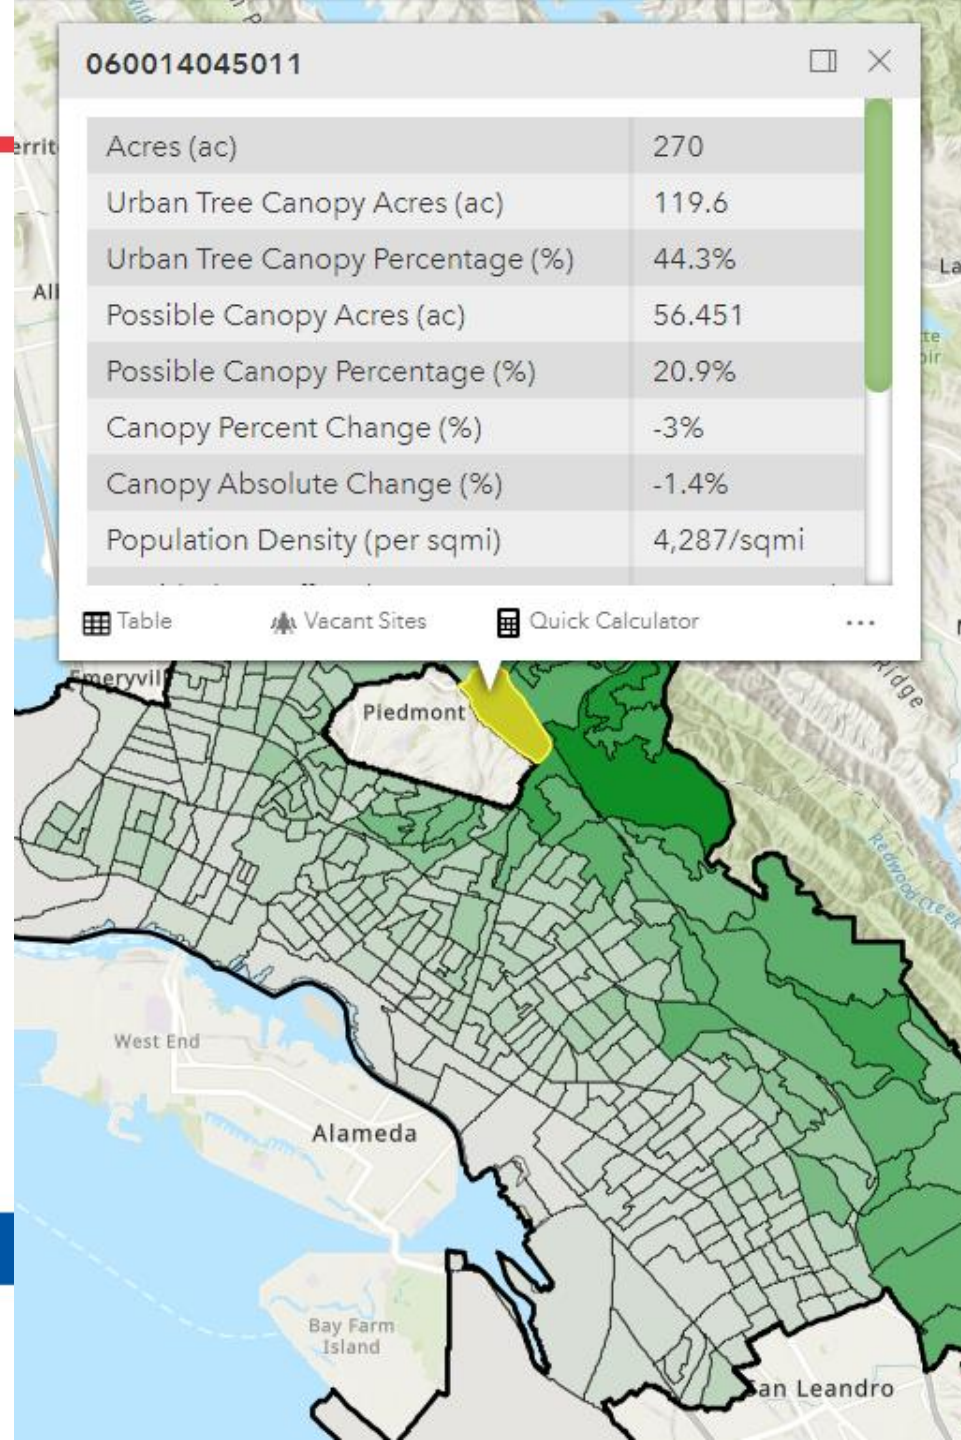 060014045011
Acres (ac) 270
Urban Tree Canopy Acres (ac) 119.6
Urban Tree Canopy Percentage (%) 44.3%
Possible Canopy Acres (ac) 56.451
Possible Canopy Percentage (%) 20.9%
Canopy Percent Change (%) -3%
Canopy Absolute Change (%) -1.4%
Population Density (per sqmi) 4,287/sqmi
Table Vacant Sites Quick Calculator ...
Ridge
Piedmont
Redwood Creek
West End
Alameda
Bay Farm
Island
San Leandro